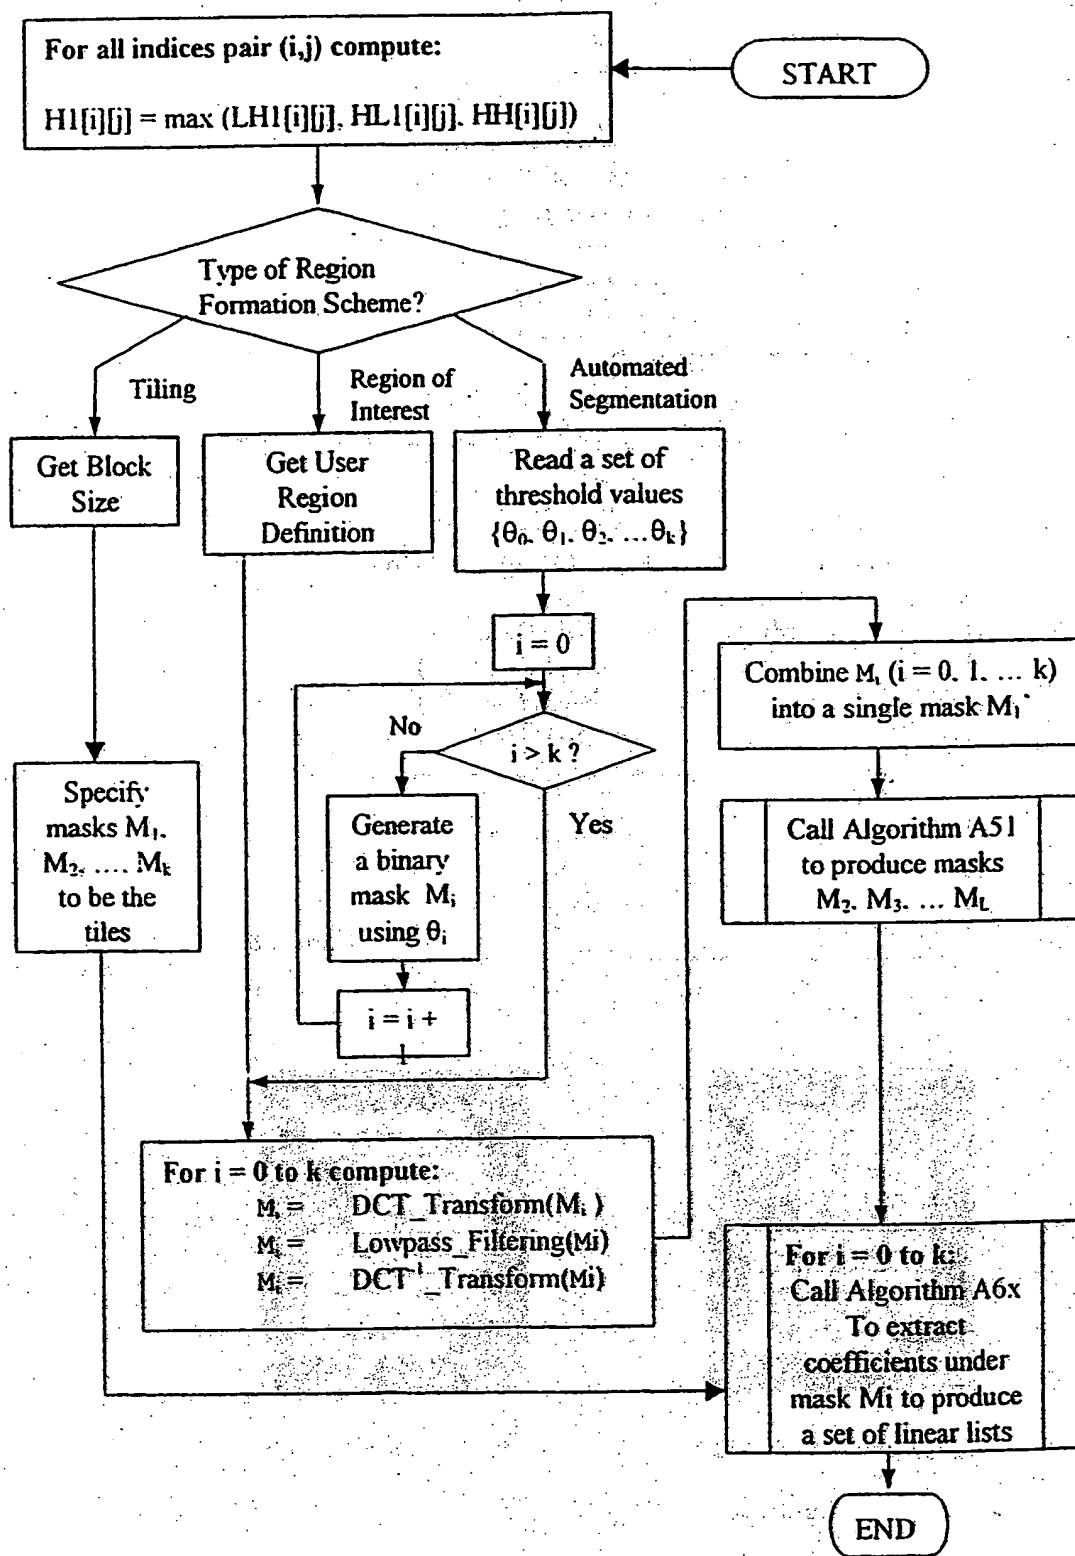 For all indices pair (i,j) compute:
H1[i][j] = max (LH1[i][j]. HL1[i][j]. HH[i][j])
START
Type of Region
Formation Scheme?
Tiling
Region of
Interest
Automated
Segmentation
Get Block
Size
Get User
Region
Definition
Read a set of
threshold values
{θ₀. θ₁. θ₂. ...θₖ}
i = 0
No
i > k ?
Yes
Specify
masks M₁.
M₂. .... Mₖ
to be the
tiles
Generate
a binary
mask Mᵢ
using θᵢ
i = i +
1
Combine Mᵢ (i = 0. 1. ... k)
into a single mask M₁'
Call Algorithm A51
to produce masks
M₂. M₃. ... M_L
For i = 0 to k compute:
Mᵢ = DCT_Transform(Mᵢ )
Mᵢ = Lowpass_Filtering(Mi)
Mᵢ = DCT⁻¹_Transform(Mi)
For i = 0 to k:
Call Algorithm A6x
To extract
coefficients under
mask Mi to produce
a set of linear lists
END